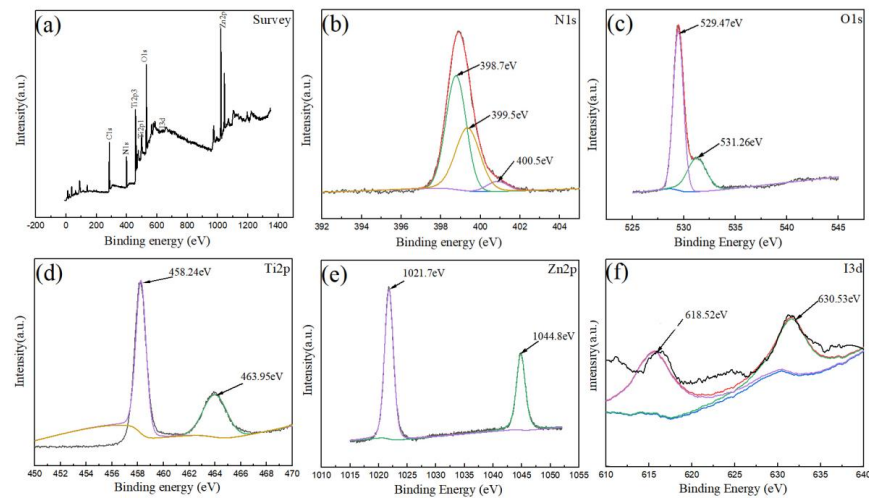 (a)
Survey
C1s
N1s
Ti2p3
Ti2p1
O1s
I3d
Zn2p
Intensity(a.u.)
-200 0 200 400 600 800 1000 1200 1400
Binding energy (eV)
(b)
N1s
398.7eV
399.5eV
400.5eV
Intensity(a.u.)
392 394 396 398 400 402 404
Binding energy (eV)
(c)
O1s
529.47eV
531.26eV
Intensity(a.u.)
525 530 535 540 545
Binding Energy (eV)
(d)
Ti2p
458.24eV
463.95eV
Intensity(a.u.)
450 452 454 456 458 460 462 464 466 468 470
Binding energy (eV)
(e)
Zn2p
1021.7eV
1044.8eV
Intensity(a.u.)
1010 1015 1020 1025 1030 1035 1040 1045 1050 1055
Binding Energy (eV)
(f)
I3d
618.52eV
630.53eV
Intensity(a.u.)
610 615 620 625 630 635 640
Binding energy (eV)